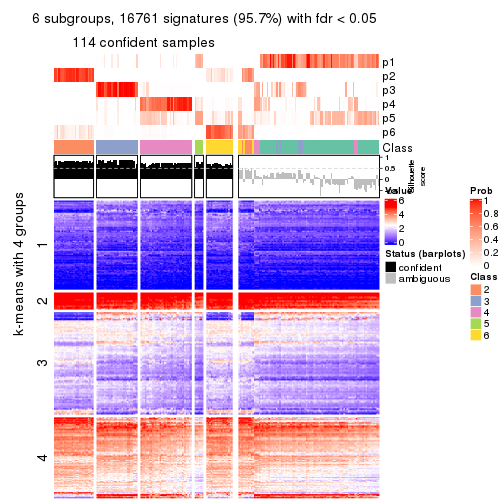 6 subgroups, 16761 signatures (95.7%) with fdr < 0.05
114 confident samples
p1
p2
p3
p4
p5
p6
Class
1
0.5
0
Silhouette
score
k-means with 4 groups
1
2
3
4
Value
6
4
2
0
Status (barplots)
confident
ambiguous
Prob
1
0.8
0.6
0.4
0.2
0
Class
2
3
4
5
6